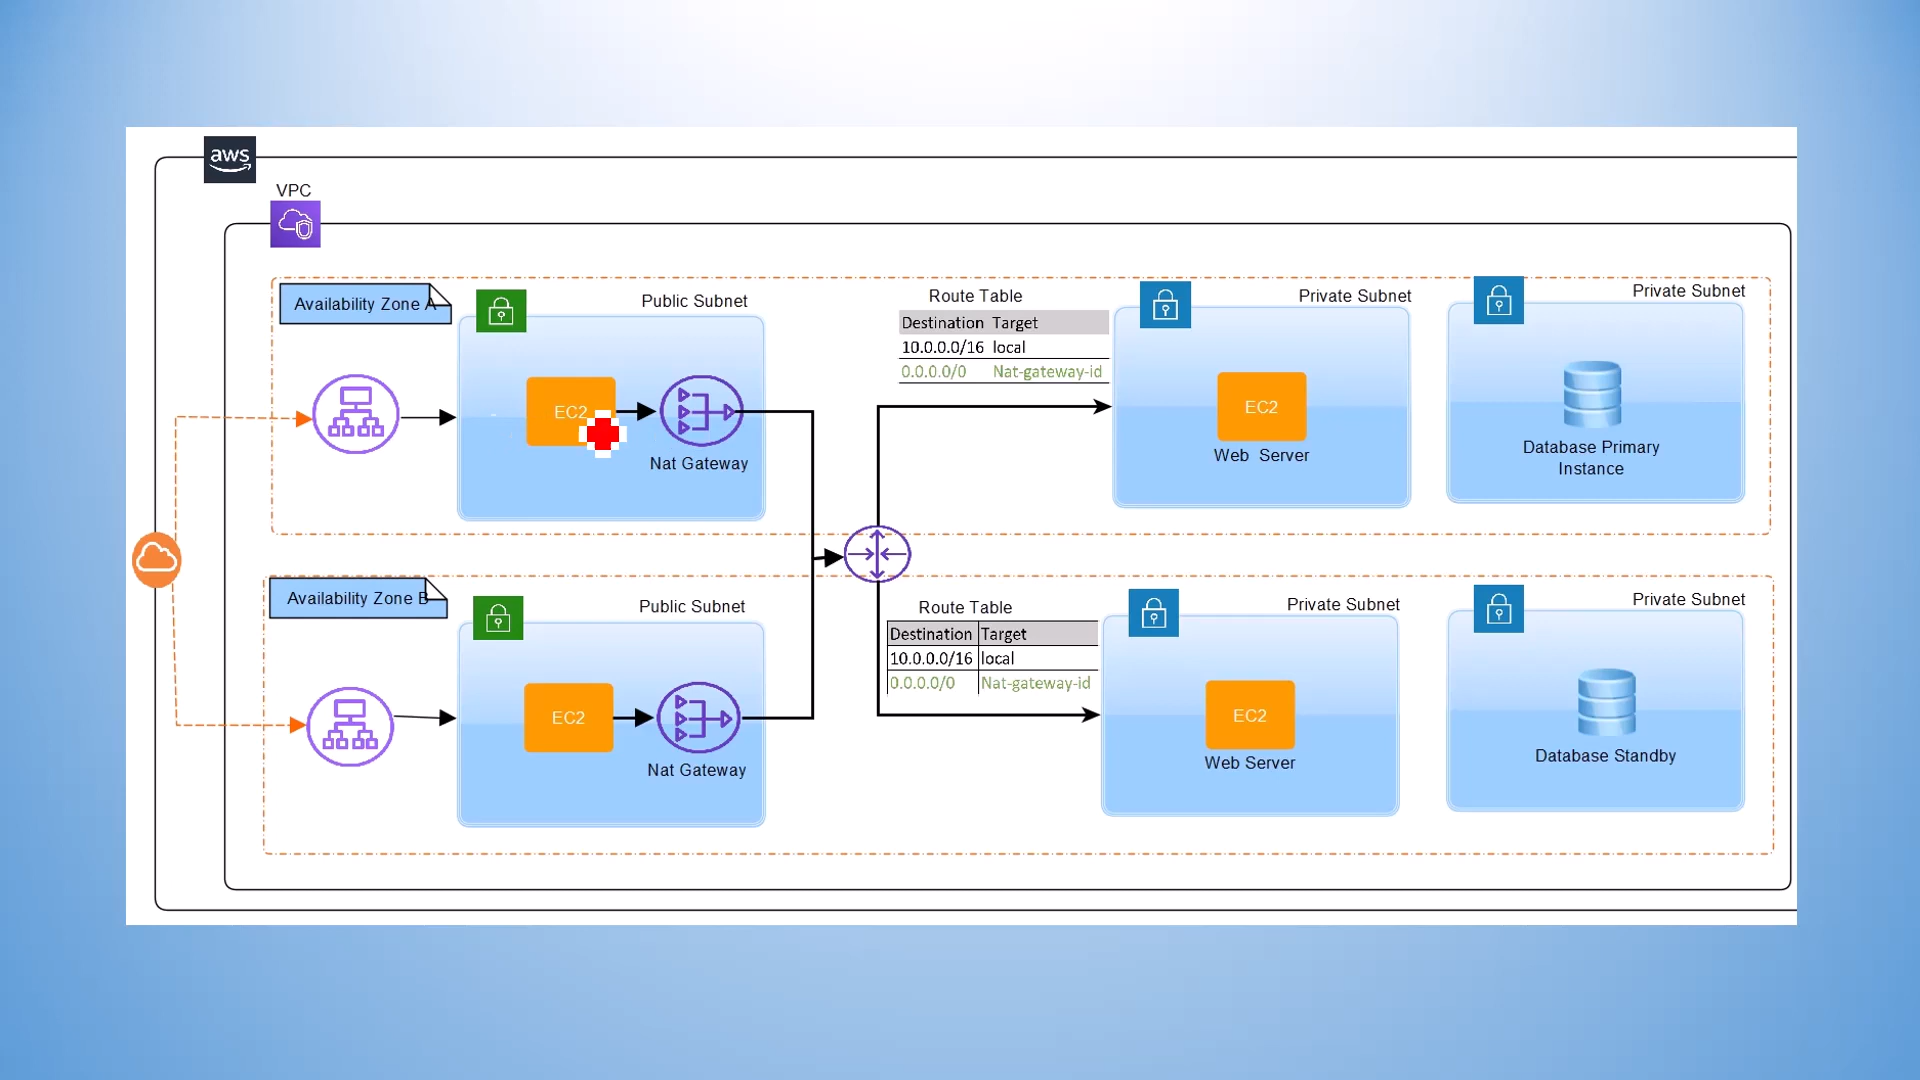 aws
VPC
Availability Zone A
Public Subnet
EC2
Nat Gateway
Route Table
Destination Target
10.0.0.0/16 local
0.0.0.0/0 Nat-gateway-id
Private Subnet
EC2
Web Server
Private Subnet
Database Primary
Instance
Availability Zone B
Public Subnet
EC2
Nat Gateway
Route Table
Destination Target
10.0.0.0/16 local
0.0.0.0/0 Nat-gateway-id
Private Subnet
EC2
Web Server
Private Subnet
Database Standby